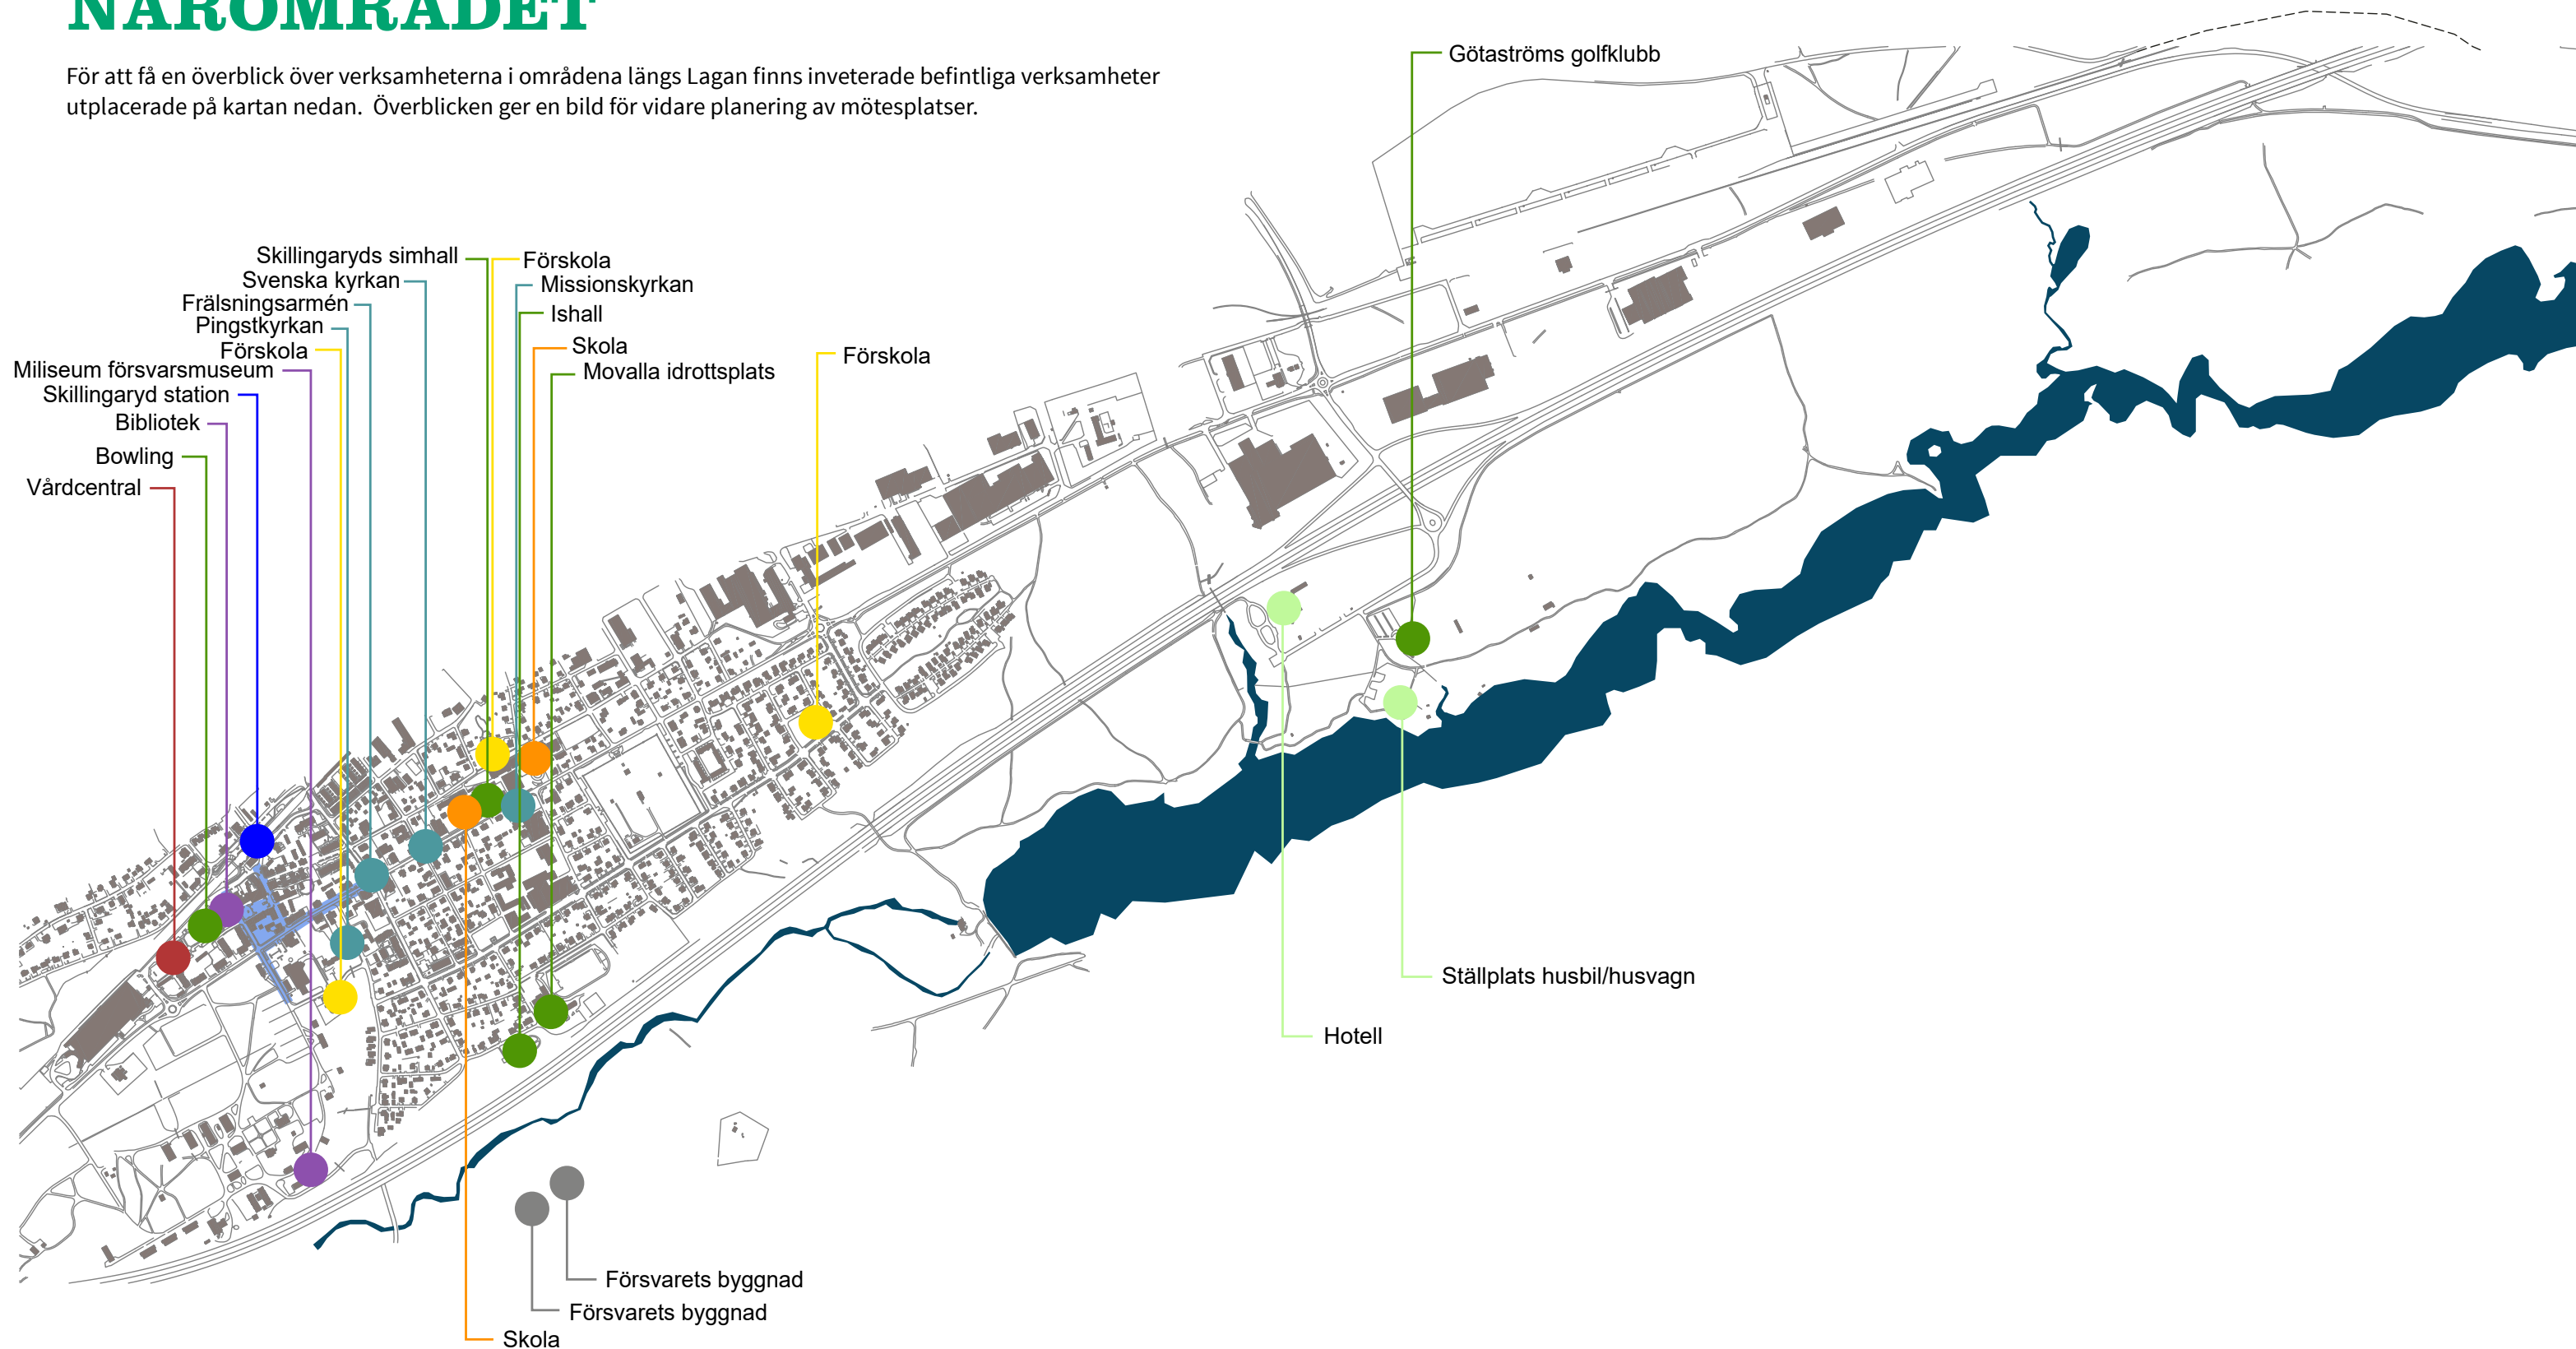 NÄROMRÅDET
För att få en överblick över verksamheterna i områdena längs Lagan finns inveterade befintliga verksamheter
utplacerade på kartan nedan.  Överblicken ger en bild för vidare planering av mötesplatser.
Götaströms golfklubb
Skillingaryds simhall
Förskola
Svenska kyrkan
Missionskyrkan
Frälsningsarmén
Ishall
Pingstkyrkan
Skola
Förskola
Förskola
Miliseum försvarsmuseum
Movalla idrottsplats
Skillingaryd station
Bibliotek
Bowling
Vårdcentral
Ställplats husbil/husvagn
Hotell
Försvarets byggnad
Försvarets byggnad
Skola